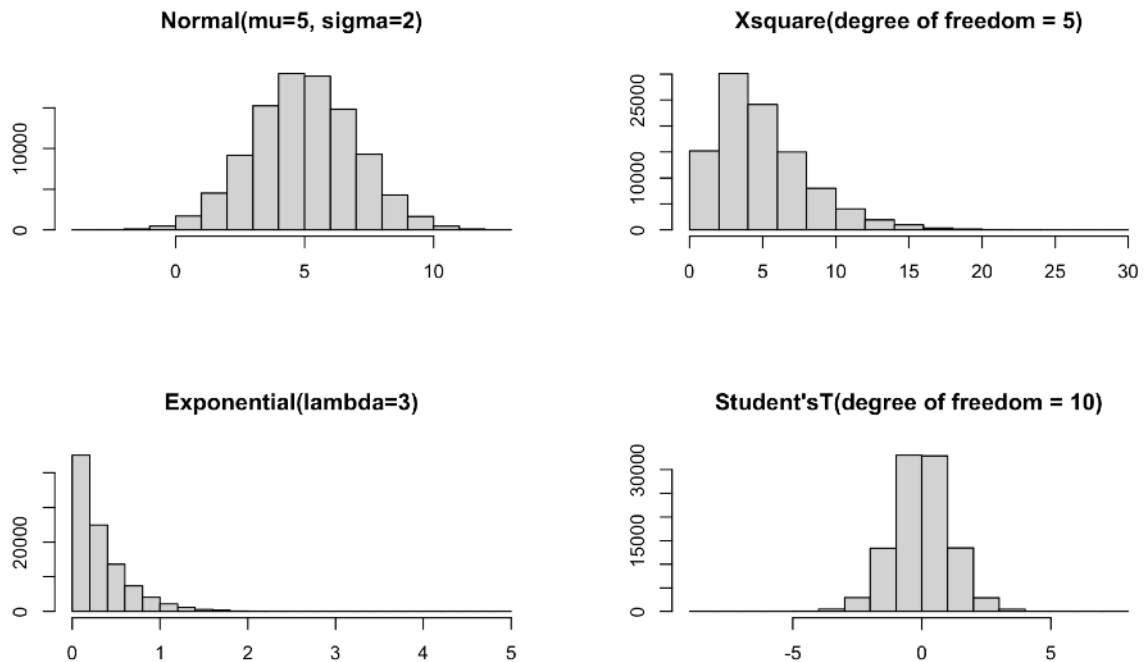 Normal(mu=5, sigma=2)
10000
0
0 5 10
Xsquare(degree of freedom = 5)
25000
10000
0
0 5 10 15 20 25 30
Exponential(lambda=3)
20000
0
0 1 2 3 4 5
Student'sT(degree of freedom = 10)
30000
15000
0
-5 0 5